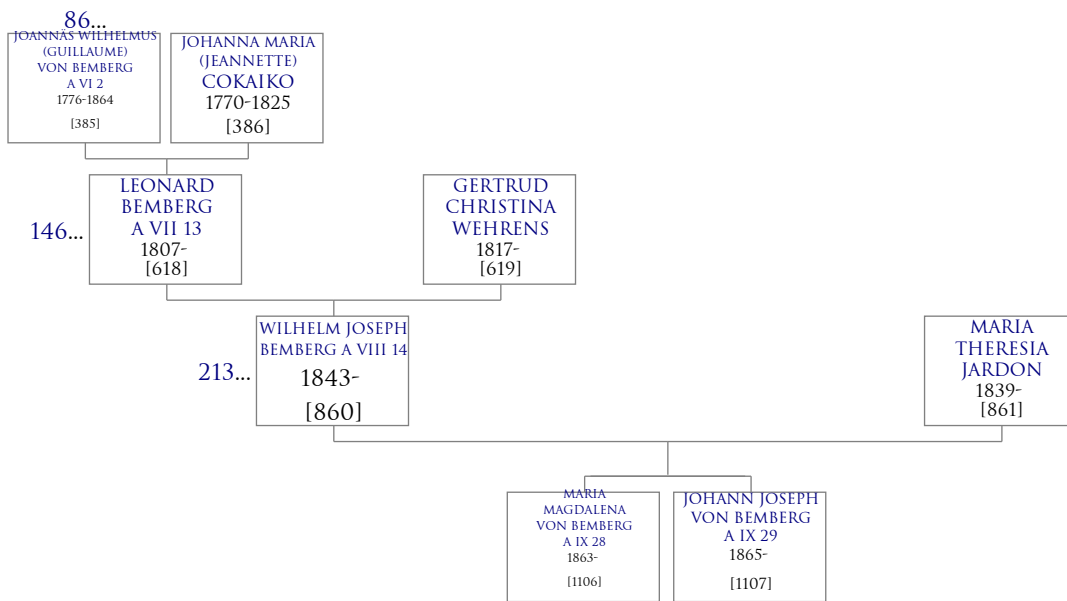 86...
JOANNÄS WILHELMUS
(GUILLAUME)
VON BEMBERG
A VI 2
1776-1864
[385]
JOHANNA MARIA
(JEANNETTE)
COKAIKO
1770-1825
[386]
146...
LEONARD
BEMBERG
A VII 13
1807-
[618]
GERTRUD
CHRISTINA
WEHRENS
1817-
[619]
213...
WILHELM JOSEPH
BEMBERG A VIII 14
1843-
[860]
MARIA
THERESIA
JARDON
1839-
[861]
MARIA
MAGDALENA
VON BEMBERG
A IX 28
1863-
[1106]
JOHANN JOSEPH
VON BEMBERG
A IX 29
1865-
[1107]